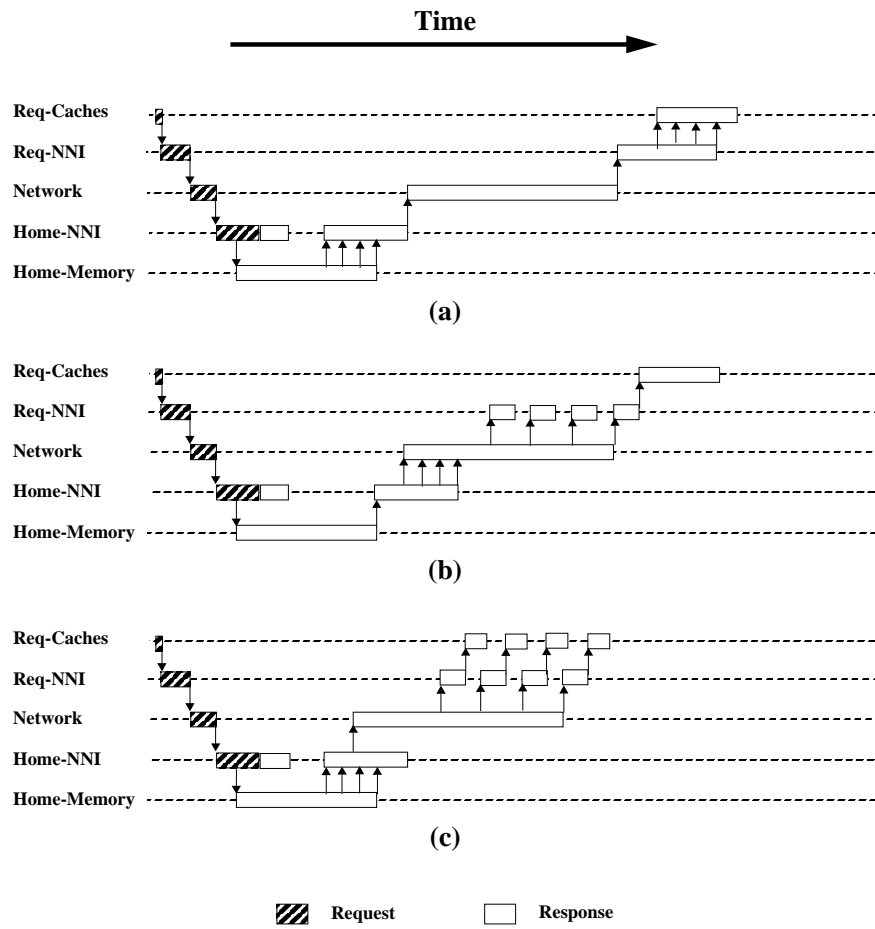 Time
Req-Caches
Req-NNI
Network
Home-NNI
Home-Memory
(a)
Req-Caches
Req-NNI
Network
Home-NNI
Home-Memory
(b)
Req-Caches
Req-NNI
Network
Home-NNI
Home-Memory
(c)
Request
Response